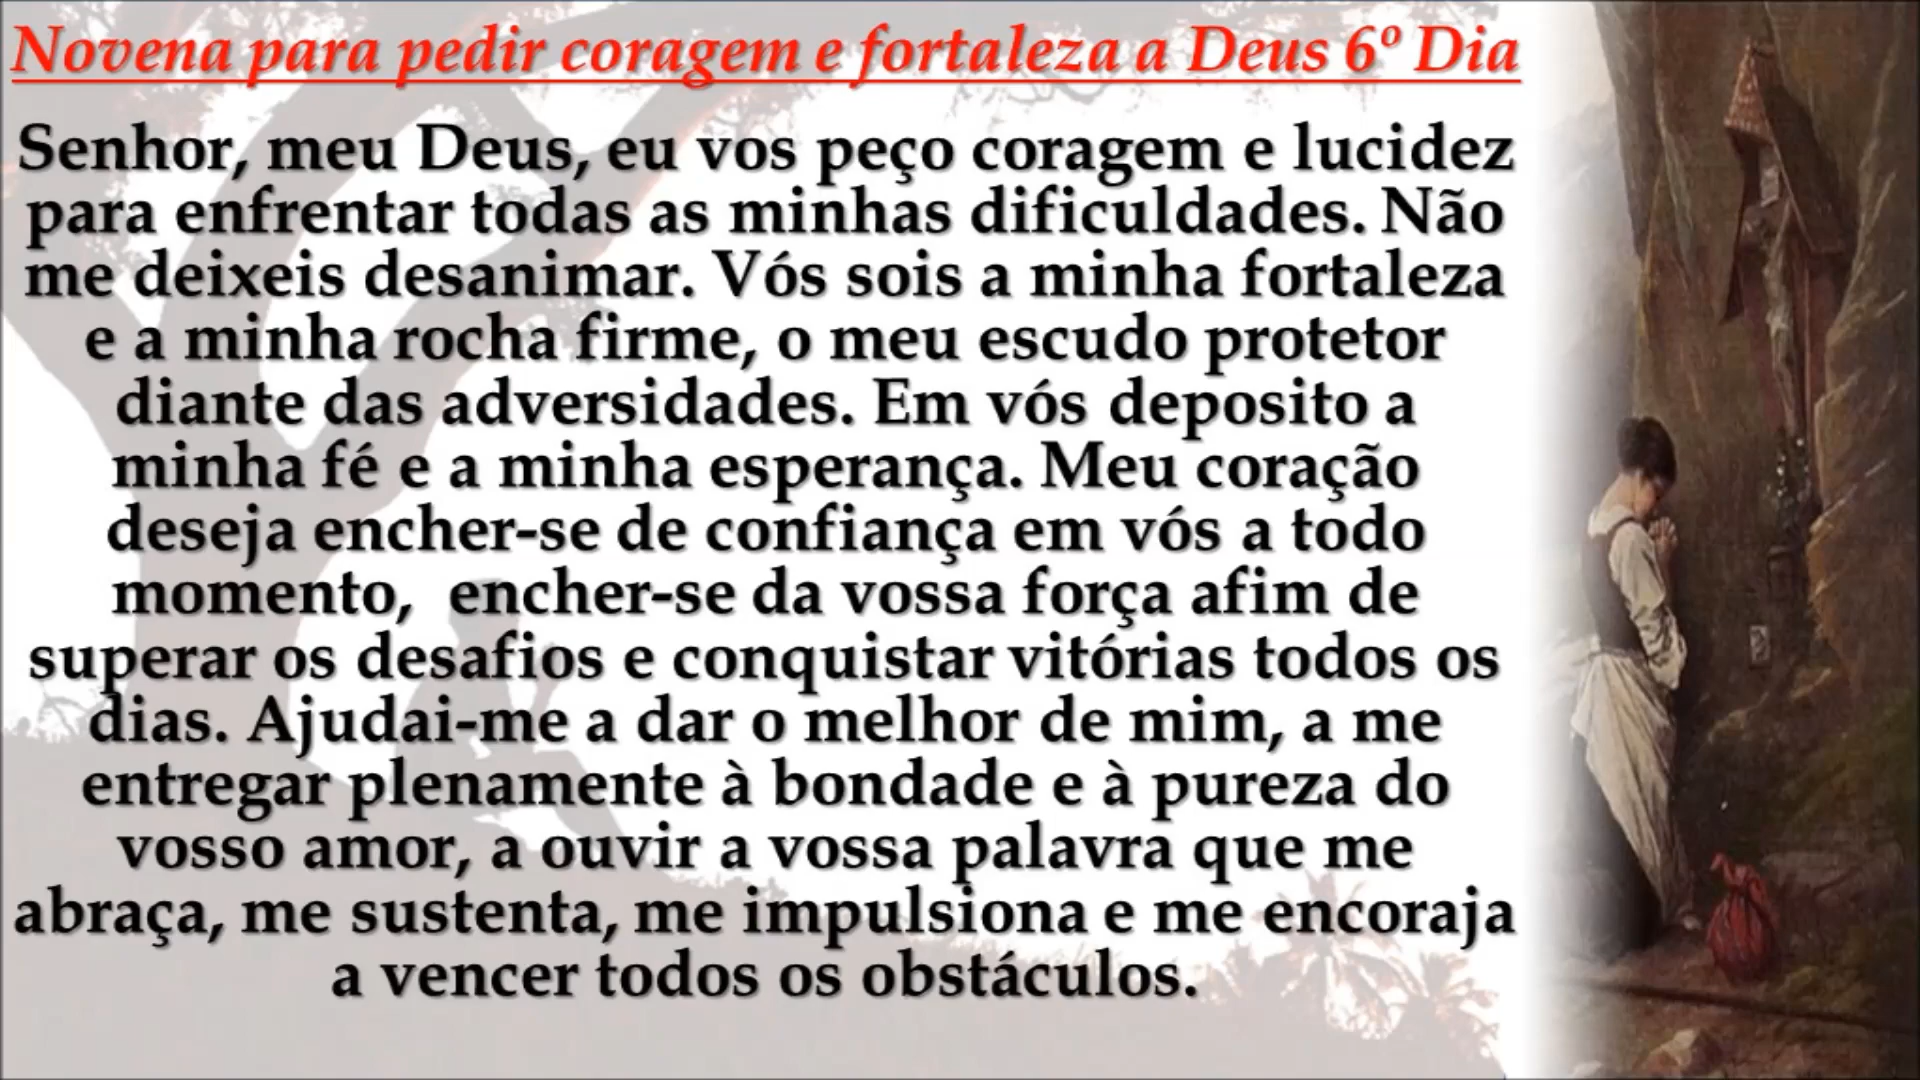 Novena para pedir coragem e fortaleza a Deus 6º Dia
Senhor, meu Deus, eu vos peço coragem e lucidez
para enfrentar todas as minhas dificuldades. Não
me deixeis desanimar. Vós sois a minha fortaleza
e a minha rocha firme, o meu escudo protetor
diante das adversidades. Em vós deposito a
minha fé e a minha esperança. Meu coração
deseja encher-se de confiança em vós a todo
momento,  encher-se da vossa força afim de
superar os desafios e conquistar vitórias todos os
dias. Ajudai-me a dar o melhor de mim, a me
entregar plenamente à bondade e à pureza do
vosso amor, a ouvir a vossa palavra que me
abraça, me sustenta, me impulsiona e me encoraja
a vencer todos os obstáculos.